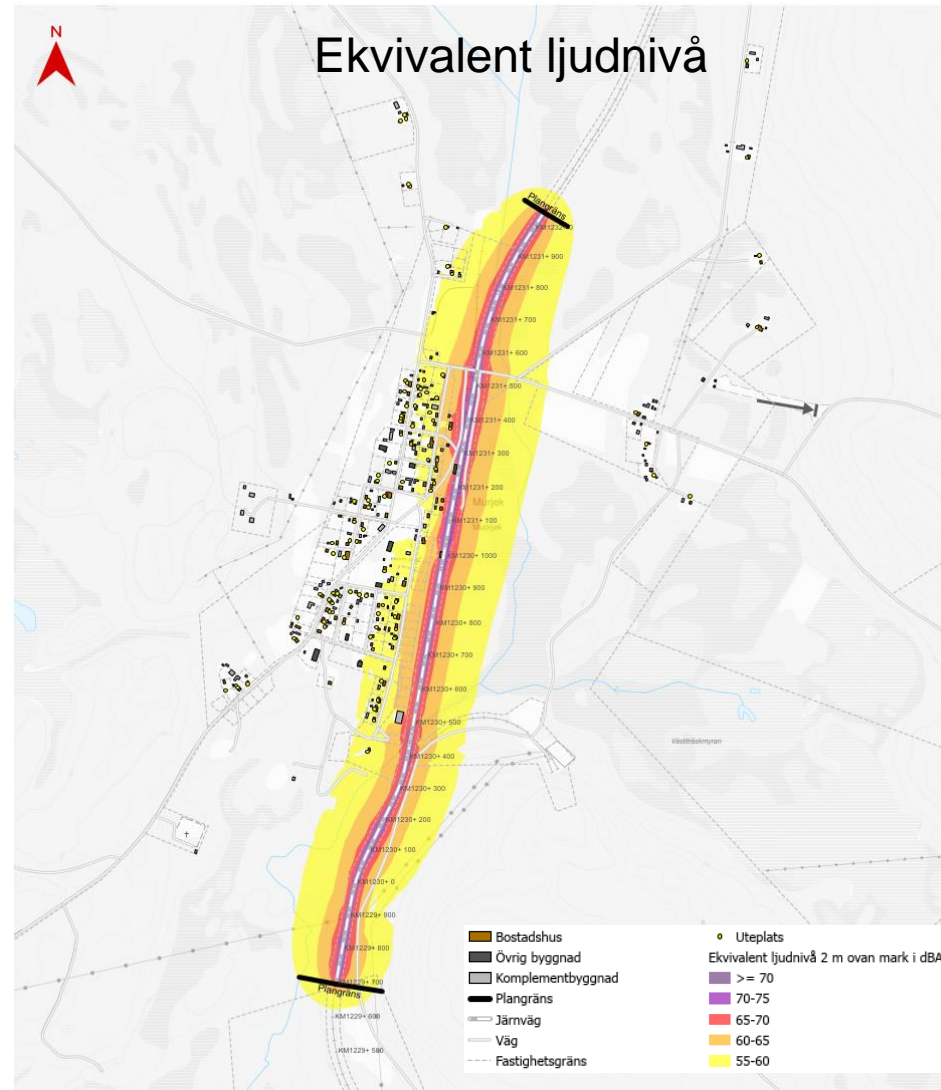 N
Ekvivalent ljudnivå
Plangräns
KM1231+ 900
KM1231+ 800
KM1231+ 700
KM1231+ 600
KM1231+ 500
KM1231+ 400
KM1231+ 300
KM1231+ 200
Murjek
KM1231+ 100
KM1230+ 1000
KM1230+ 900
KM1230+ 800
KM1230+ 700
KM1230+ 600
KM1230+ 500
Västiträskmyran
KM1230+ 400
KM1230+ 300
KM1230+ 200
KM1230+ 100
KM1230+ 0
KM1229+ 900
KM1229+ 800
KM1229+ 700
Plangräns
KM1229+ 600
KM1229+ 500
Bostadshus
Övrig byggnad
Komplementbyggnad
Plangräns
Järnväg
Väg
Fastighetsgräns
Uteplats
Ekvivalent ljudnivå 2 m ovan mark i dBA
>= 70
70-75
65-70
60-65
55-60